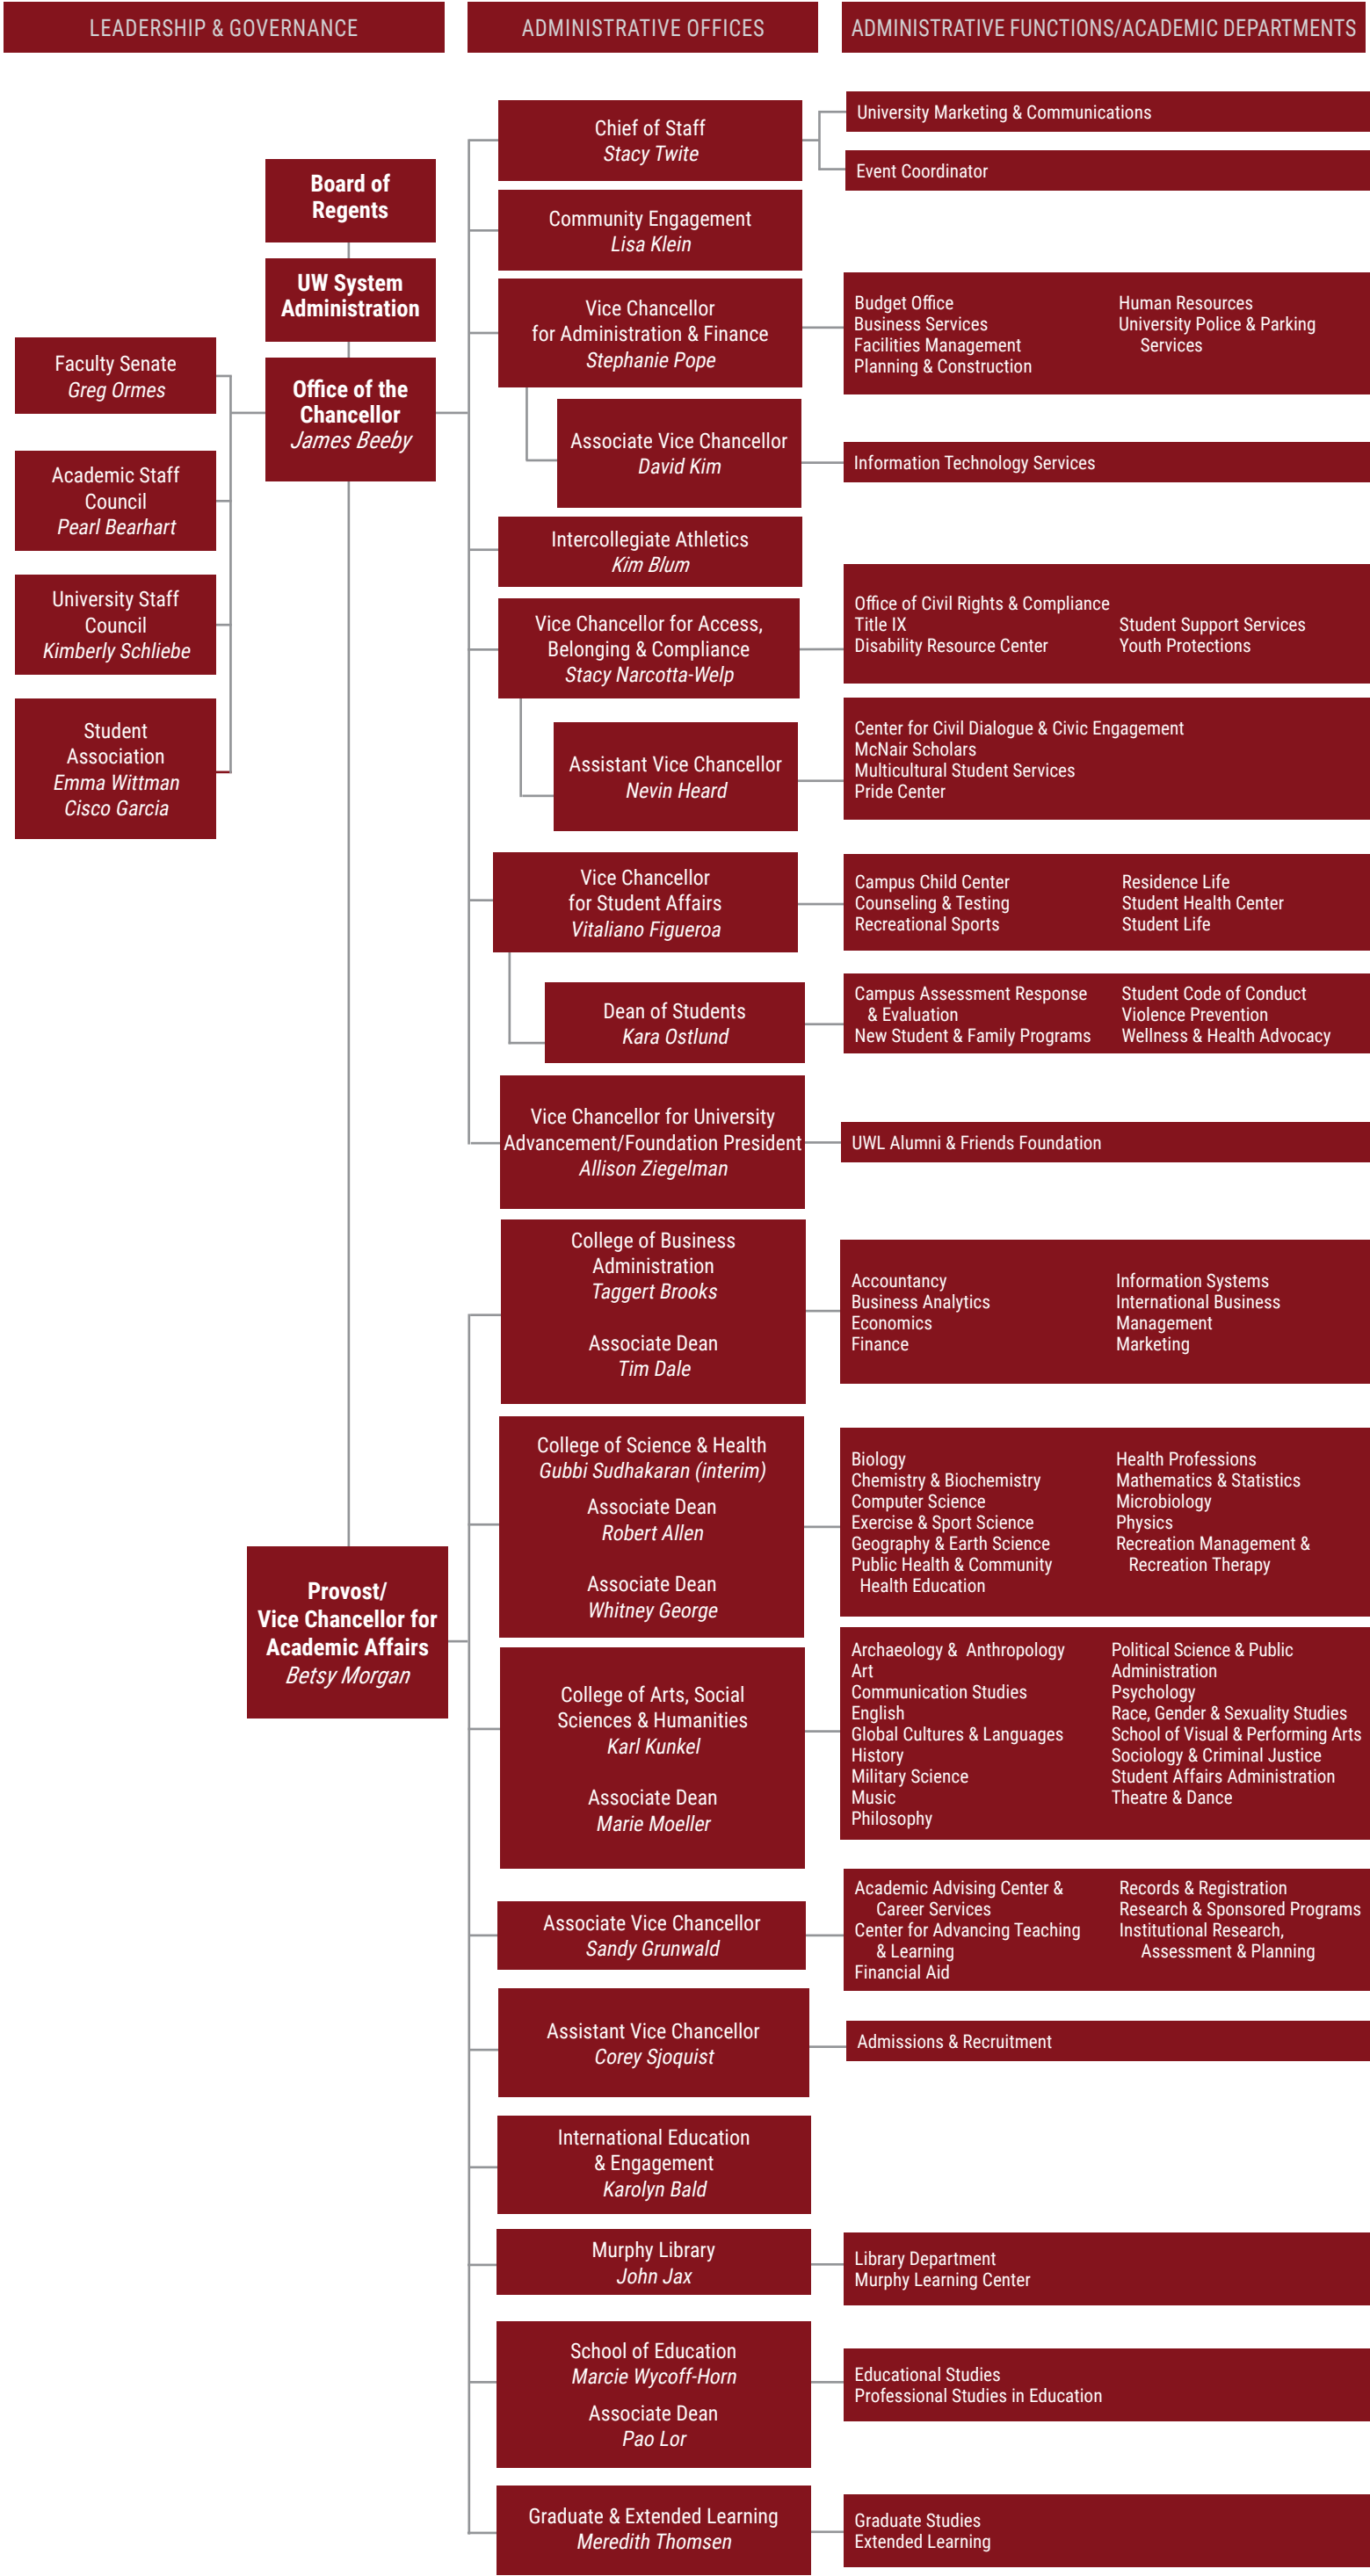 LEADERSHIP & GOVERNANCE
ADMINISTRATIVE OFFICES
ADMINISTRATIVE FUNCTIONS/ACADEMIC DEPARTMENTS
Board of
Regents
UW System
Administration
Office of the
Chancellor
James Beeby
Faculty Senate
Greg Ormes
Academic Staff
Council
Pearl Bearhart
University Staff
Council
Kimberly Schliebe
Student
Association
Emma Wittman
Cisco Garcia
Chief of Staff
Stacy Twite
University Marketing & Communications
Event Coordinator
Community Engagement
Lisa Klein
Vice Chancellor
for Administration & Finance
Stephanie Pope
Budget Office
Business Services
Facilities Management
Planning & Construction
Human Resources
University Police & Parking
Services
Associate Vice Chancellor
David Kim
Information Technology Services
Intercollegiate Athletics
Kim Blum
Vice Chancellor for Access,
Belonging & Compliance
Stacy Narcotta-Welp
Office of Civil Rights & Compliance
Title IX
Disability Resource Center
Student Support Services
Youth Protections
Assistant Vice Chancellor
Nevin Heard
Center for Civil Dialogue & Civic Engagement
McNair Scholars
Multicultural Student Services
Pride Center
Vice Chancellor
for Student Affairs
Vitaliano Figueroa
Campus Child Center
Counseling & Testing
Recreational Sports
Residence Life
Student Health Center
Student Life
Dean of Students
Kara Ostlund
Campus Assessment Response
& Evaluation
New Student & Family Programs
Student Code of Conduct
Violence Prevention
Wellness & Health Advocacy
Vice Chancellor for University
Advancement/Foundation President
Allison Ziegelman
UWL Alumni & Friends Foundation
Provost/
Vice Chancellor for
Academic Affairs
Betsy Morgan
College of Business
Administration
Taggert Brooks
Associate Dean
Tim Dale
Accountancy
Business Analytics
Economics
Finance
Information Systems
International Business
Management
Marketing
College of Science & Health
Gubbi Sudhakaran (interim)
Associate Dean
Robert Allen
Associate Dean
Whitney George
Biology
Chemistry & Biochemistry
Computer Science
Exercise & Sport Science
Geography & Earth Science
Public Health & Community
Health Education
Health Professions
Mathematics & Statistics
Microbiology
Physics
Recreation Management &
Recreation Therapy
College of Arts, Social
Sciences & Humanities
Karl Kunkel
Associate Dean
Marie Moeller
Archaeology & Anthropology
Art
Communication Studies
English
Global Cultures & Languages
History
Military Science
Music
Philosophy
Political Science & Public
Administration
Psychology
Race, Gender & Sexuality Studies
School of Visual & Performing Arts
Sociology & Criminal Justice
Student Affairs Administration
Theatre & Dance
Associate Vice Chancellor
Sandy Grunwald
Academic Advising Center &
Career Services
Center for Advancing Teaching
& Learning
Financial Aid
Records & Registration
Research & Sponsored Programs
Institutional Research,
Assessment & Planning
Assistant Vice Chancellor
Corey Sjoquist
Admissions & Recruitment
International Education
& Engagement
Karolyn Bald
Murphy Library
John Jax
Library Department
Murphy Learning Center
School of Education
Marcie Wycoff-Horn
Associate Dean
Pao Lor
Educational Studies
Professional Studies in Education
Graduate & Extended Learning
Meredith Thomsen
Graduate Studies
Extended Learning